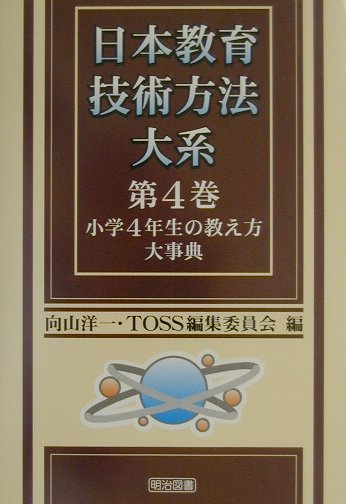 日本教育
技術方法
大系
第4巻
小学4年生の教え方
大事典
向山洋一・TOSS編集委員会 編
明治図書